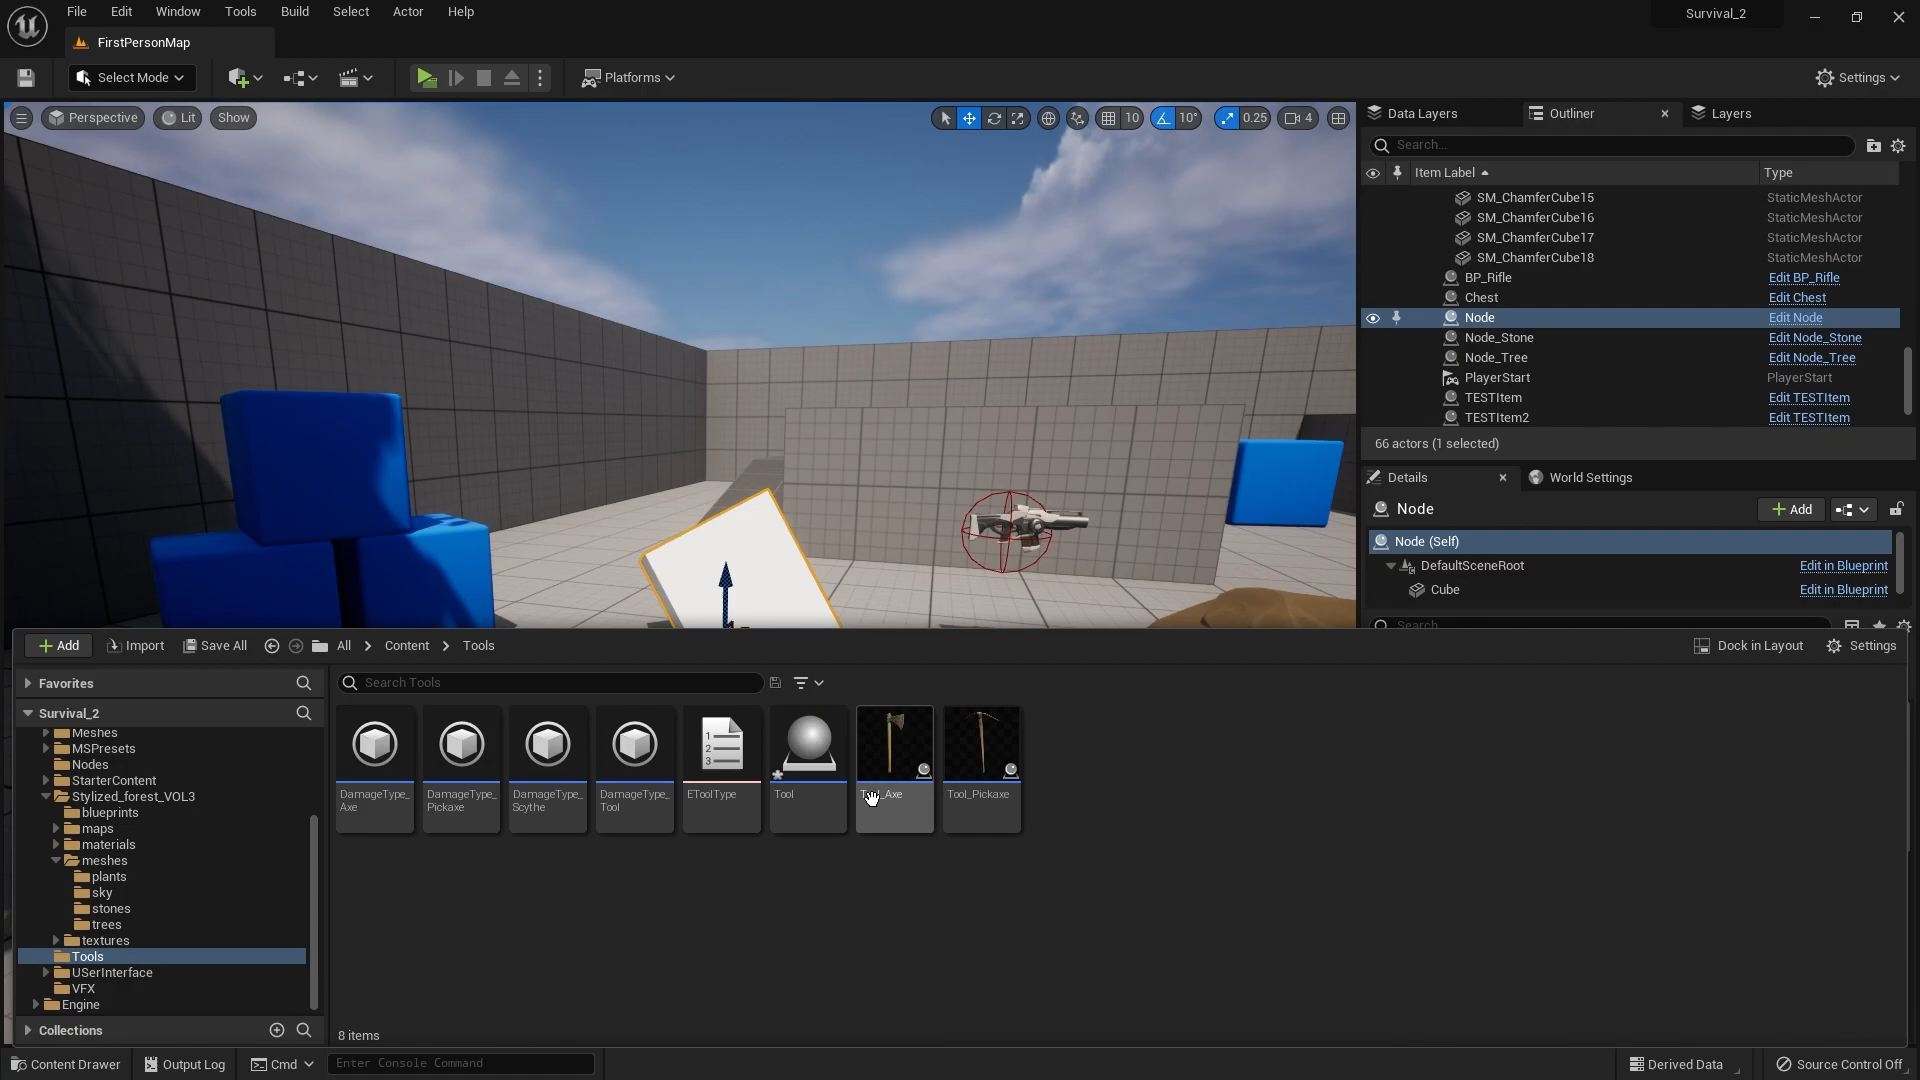 File Edit Window Tools Build Select Actor Help
Survival_2
FirstPersonMap
Select Mode
Platforms
Settings
Perspective Lit Show
10 10° 0.25 4
Data Layers Outliner Layers
Search...
Item Label Type
SM_ChamferCube15 StaticMeshActor
SM_ChamferCube16 StaticMeshActor
SM_ChamferCube17 StaticMeshActor
SM_ChamferCube18 StaticMeshActor
BP_Rifle Edit BP_Rifle
Chest Edit Chest
Node Edit Node
Node_Stone Edit Node_Stone
Node_Tree Edit Node_Tree
PlayerStart PlayerStart
TESTItem Edit TESTItem
TESTItem2 Edit TESTItem
66 actors (1 selected)
Details World Settings
Node
Add
Node (Self)
DefaultSceneRoot Edit in Blueprint
Cube Edit in Blueprint
Search
Add Import Save All All Content Tools
Dock in Layout Settings
Favorites
Search Tools
Survival_2
Meshes
MSPresets
Nodes
StarterContent
Stylized_forest_VOL3
blueprints
maps
materials
meshes
plants
sky
stones
trees
textures
Tools
USerInterface
VFX
Engine
Collections
1
2
3
DamageType_
Axe
DamageType_
Pickaxe
DamageType_
Scythe
DamageType_
Tool
EToolType
Tool
Tool_Axe
Tool_Pickaxe
8 items
Content Drawer Output Log Cmd Enter Console Command
Derived Data Source Control Off